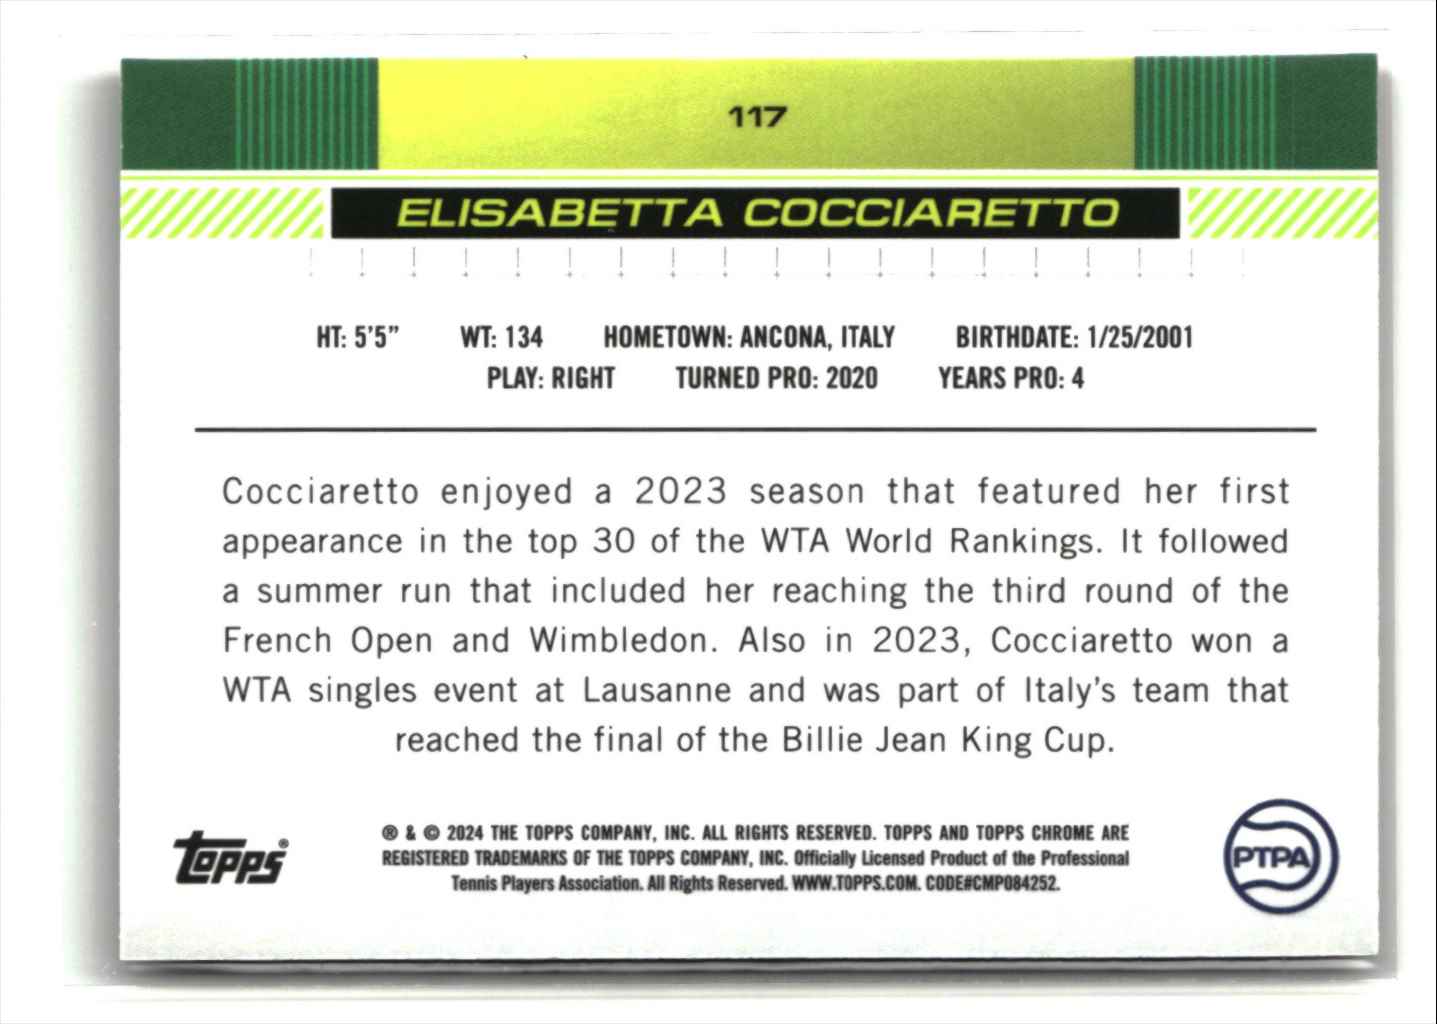 117
ELISABETTA COCCIARETTO
HT: 5'5" WT: 134 HOMETOWN: ANCONA, ITALY BIRTHDATE: 1/25/2001
PLAY: RIGHT TURNED PRO: 2020 YEARS PRO: 4
Cocciaretto enjoyed a 2023 season that featured her first
appearance in the top 30 of the WTA World Rankings. It followed
a summer run that included her reaching the third round of the
French Open and Wimbledon. Also in 2023, Cocciaretto won a
WTA singles event at Lausanne and was part of Italy's team that
reached the final of the Billie Jean King Cup.
topps®
® & © 2024 THE TOPPS COMPANY, INC. ALL RIGHTS RESERVED. TOPPS AND TOPPS CHROME ARE
REGISTERED TRADEMARKS OF THE TOPPS COMPANY, INC. Officially Licensed Product of the Professional
Tennis Players Association. All Rights Reserved. WWW.TOPPS.COM. CODE#CMP084252.
PTPA